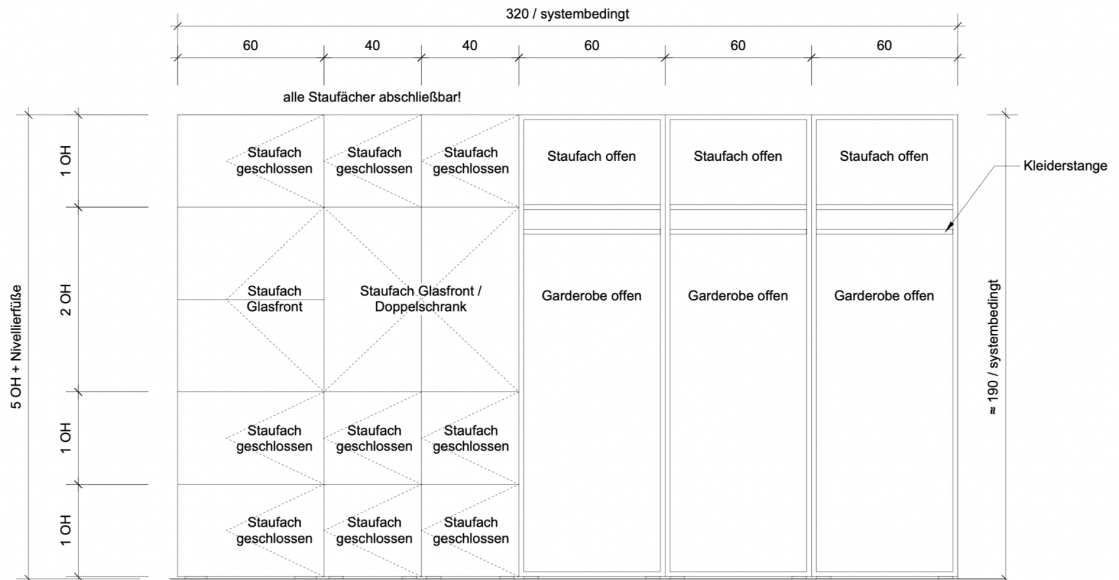 320 / systembedingt
60
40
40
60
60
60
alle Staufächer abschließbar!
1 OH
Staufach
geschlossen
Staufach
geschlossen
Staufach
geschlossen
Staufach offen
Staufach offen
Staufach offen
Kleiderstange
5 OH + Nivellierfüße
2 OH
Staufach
Glasfront
Staufach Glasfront /
Doppelschrank
Garderobe offen
Garderobe offen
Garderobe offen
≈ 190 / systembedingt
1 OH
Staufach
geschlossen
Staufach
geschlossen
Staufach
geschlossen
1 OH
Staufach
geschlossen
Staufach
geschlossen
Staufach
geschlossen